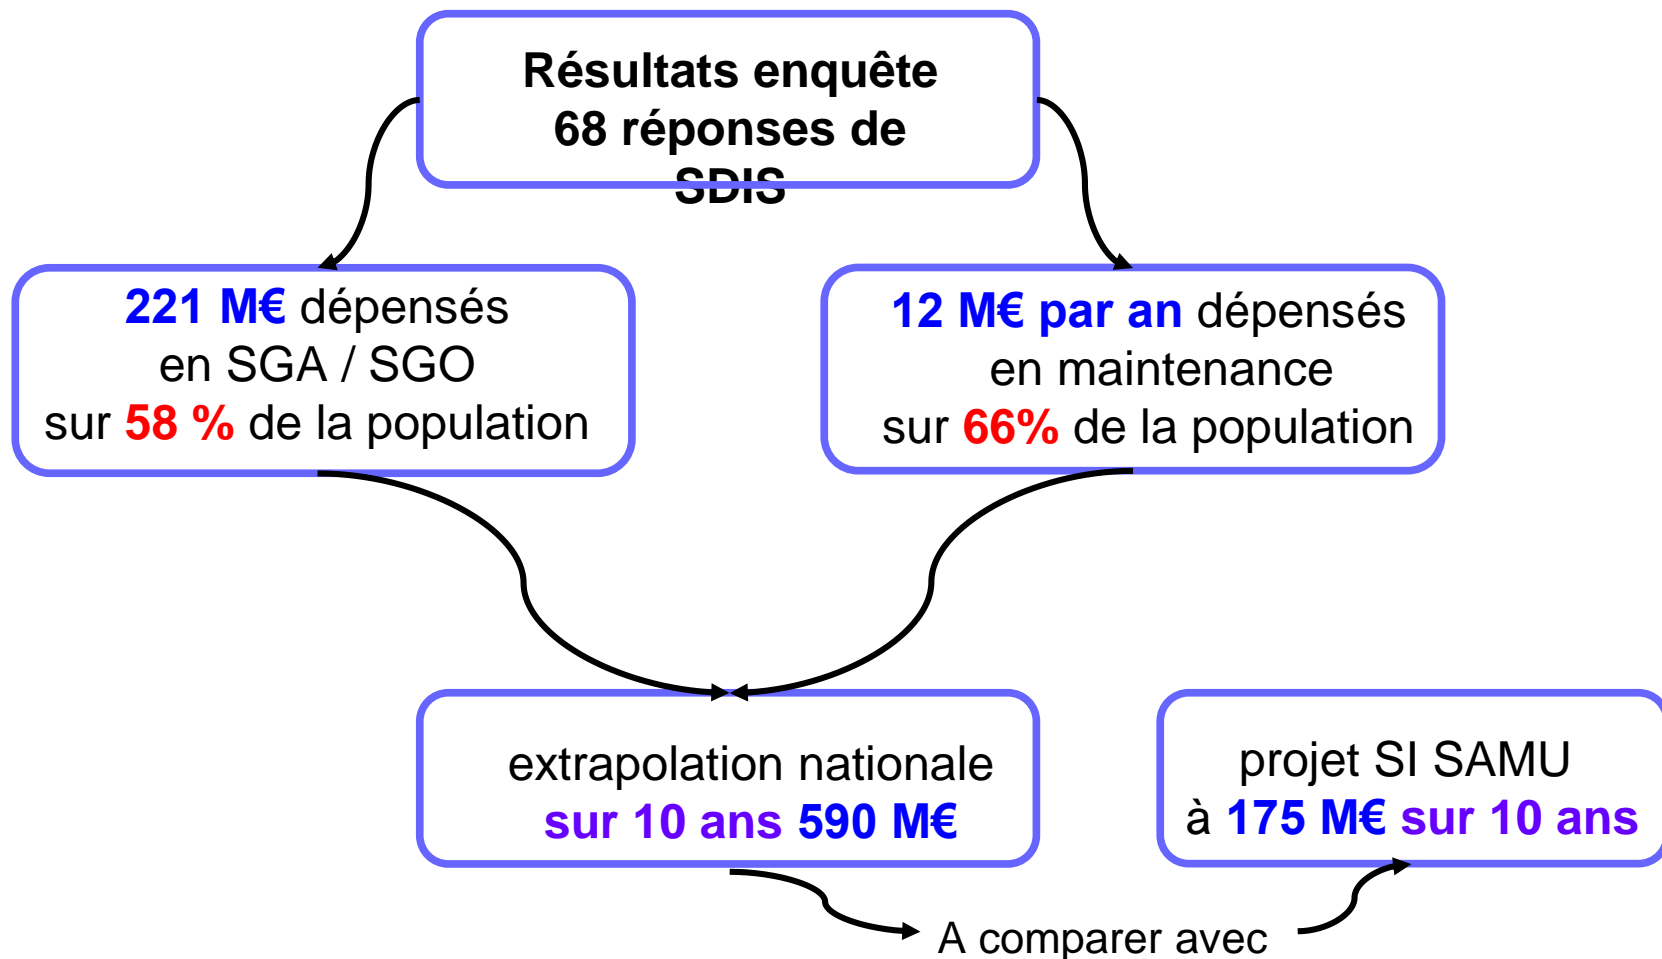 Résultats enquête
68 réponses de
SDIS
221 M€ dépensés
en SGA / SGO
sur 58 % de la population
12 M€ par an dépensés
en maintenance
sur 66% de la population
extrapolation nationale
sur 10 ans 590 M€
projet SI SAMU
à 175 M€ sur 10 ans
A comparer avec